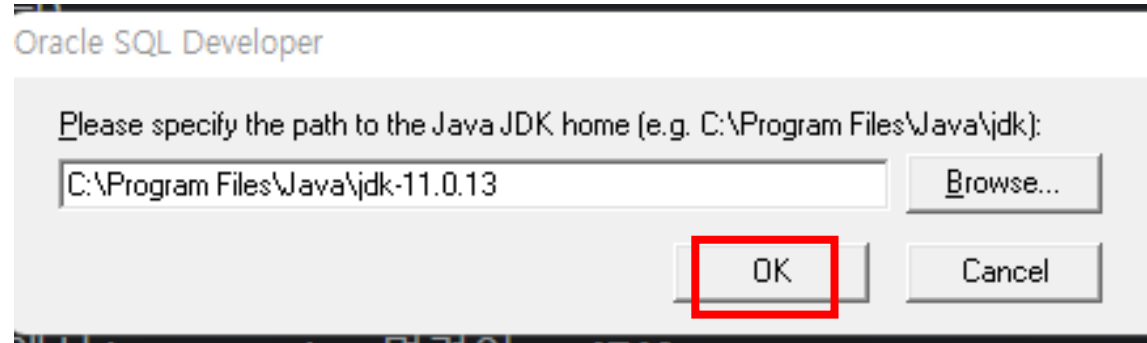 Oracle SQL Developer
Please specify the path to the Java JDK home (e.g. C:\Program Files\Java\jdk):
C:\Program Files\Java\jdk-11.0.13
Browse...
OK
Cancel